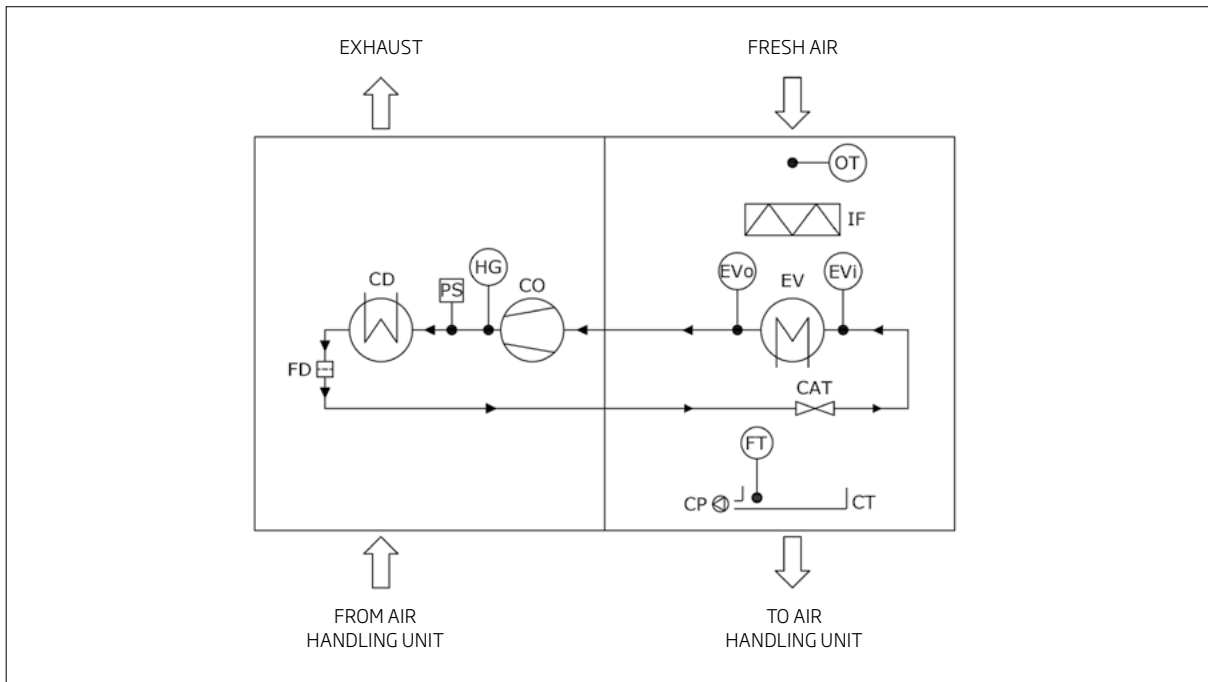 EXHAUST
FRESH AIR
OT
IF
HG
EVo
EVi
CD
PS
CO
EV
FD
CAT
FT
CP
CT
FROM AIR
HANDLING UNIT
TO AIR
HANDLING UNIT